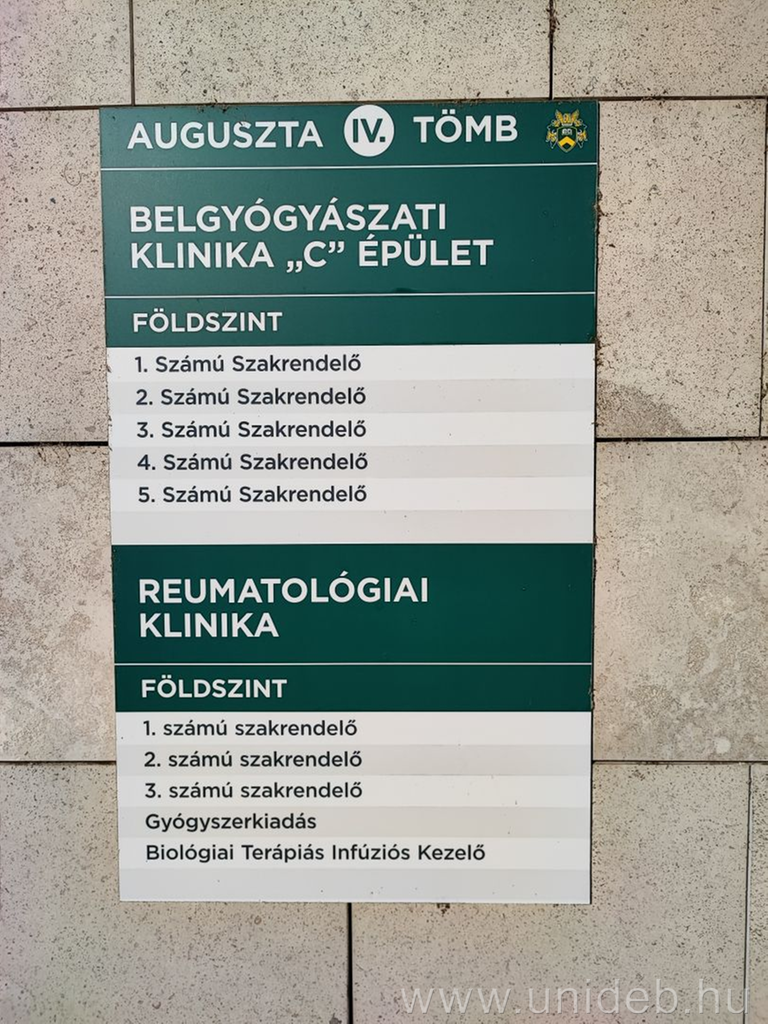 AUGUSZTA IV. TÖMB
BELGYÓGYÁSZATI
KLINIKA „C” ÉPÜLET
FÖLDSZINT
1. Számú Szakrendelő
2. Számú Szakrendelő
3. Számú Szakrendelő
4. Számú Szakrendelő
5. Számú Szakrendelő
REUMATOLÓGIAI
KLINIKA
FÖLDSZINT
1. számú szakrendelő
2. számú szakrendelő
3. számú szakrendelő
Gyógyszerkiadás
Biológiai Terápiás Infúziós Kezelő
www.unideb.hu